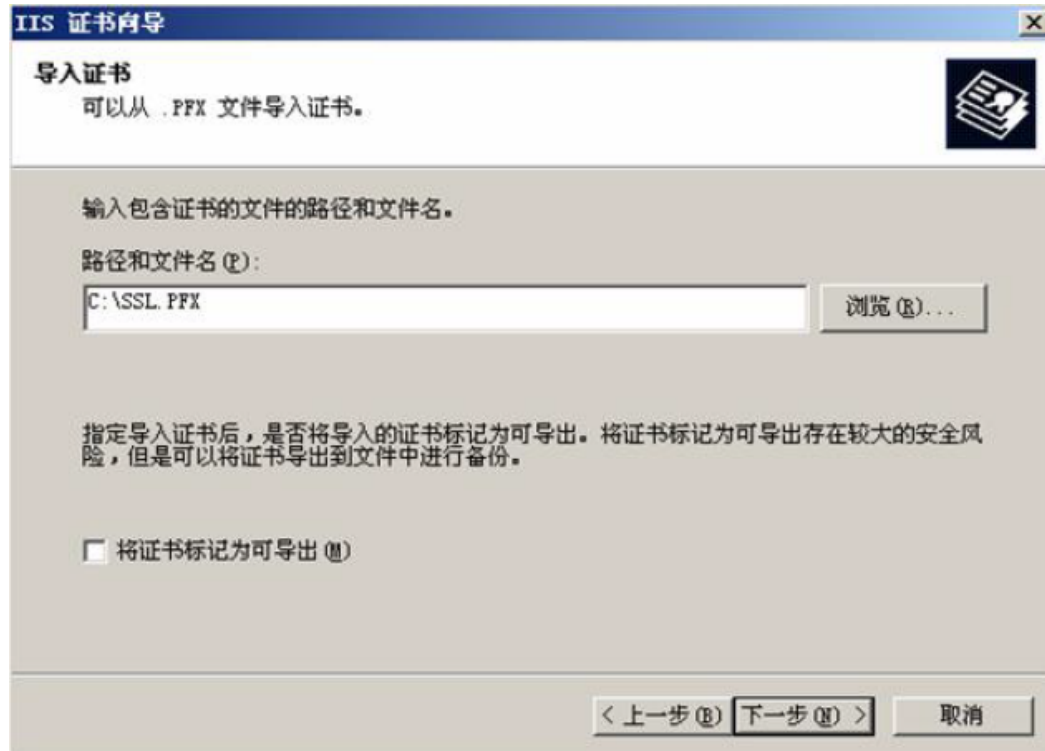 IIS 证书向导
导入证书
可以从 .PFX 文件导入证书。
输入包含证书的文件的路径和文件名。
路径和文件名(P):
C:\SSL.PFX
浏览(R)...
指定导入证书后,是否将导入的证书标记为可导出。将证书标记为可导出存在较大的安全风
险,但是可以将证书导出到文件中进行备份。
将证书标记为可导出(M)
< 上一步(B) 下一步(N) > 取消